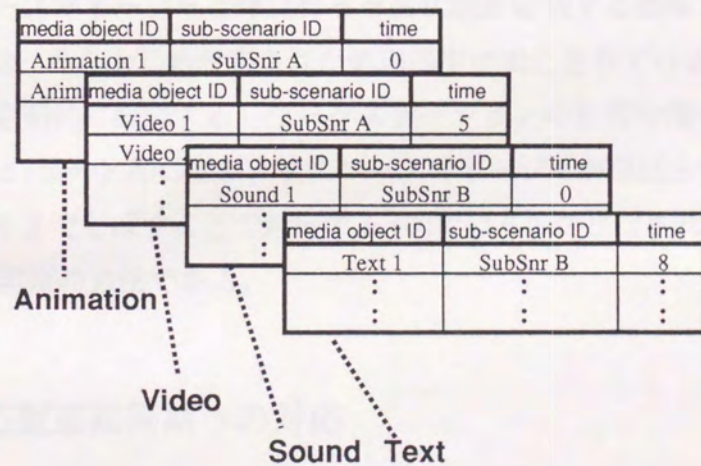 media object ID sub-scenario ID time
Animation SubSnr A 0
Anim
media object ID sub-scenario ID time
Video 1 SubSnr A 5
Video
media object ID sub-scenario ID time
Sound 1 SubSnr B 0
media object ID sub-scenario ID time
Text 1 SubSnr B 8
Animation
Video
Sound Text